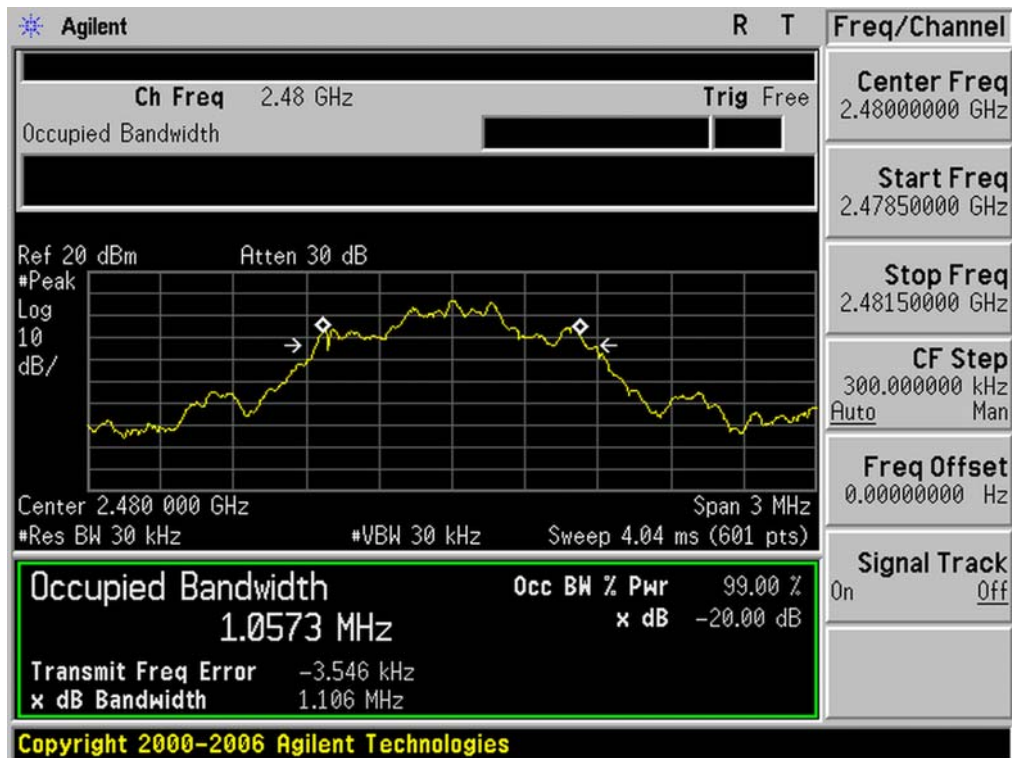 Agilent R T
Freq/Channel
Ch Freq 2.48 GHz Trig Free
Occupied Bandwidth
Center Freq
2.48000000 GHz
Start Freq
2.47850000 GHz
Stop Freq
2.48150000 GHz
CF Step
300.000000 kHz
Auto Man
Freq Offset
0.00000000 Hz
Signal Track
On Off
Ref 20 dBm Atten 30 dB
#Peak
Log
10
dB/
Center 2.480 000 GHz Span 3 MHz
#Res BW 30 kHz #VBW 30 kHz Sweep 4.04 ms (601 pts)
Occupied Bandwidth Occ BW % Pwr 99.00 %
1.0573 MHz x dB -20.00 dB
Transmit Freq Error -3.546 kHz
x dB Bandwidth 1.106 MHz
Copyright 2000-2006 Agilent Technologies